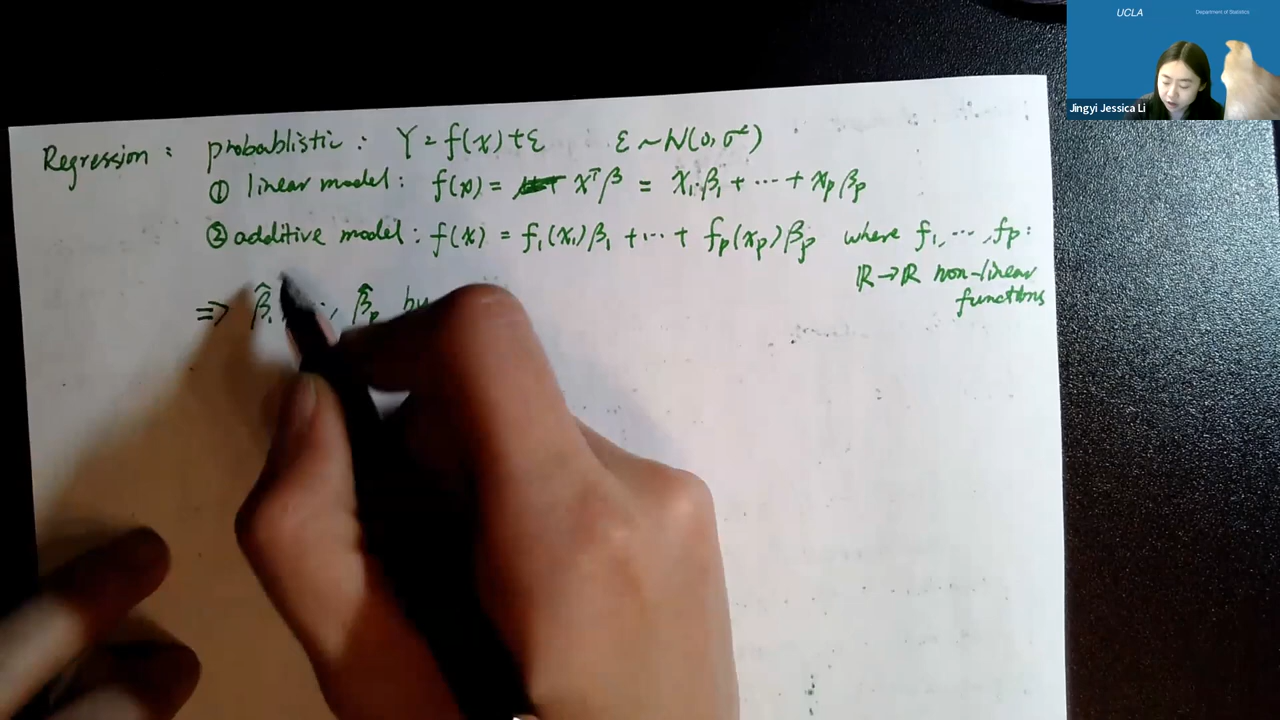 UCLA
Department of Statistics
Jingyi Jessica Li
Regression: probablistic: Y = f(x) + ε ε ~ N(0, σ²)
① linear model: f(x) = xᵀβ = x₁β₁ + ⋯ + xₚβₚ
② additive model: f(x) = f₁(x₁)β₁ + ⋯ + fₚ(xₚ)βₚ where f₁, ⋯, fₚ:
ℝ → ℝ non-linear
functions
⇒ β̂₁, β̂ₚ by